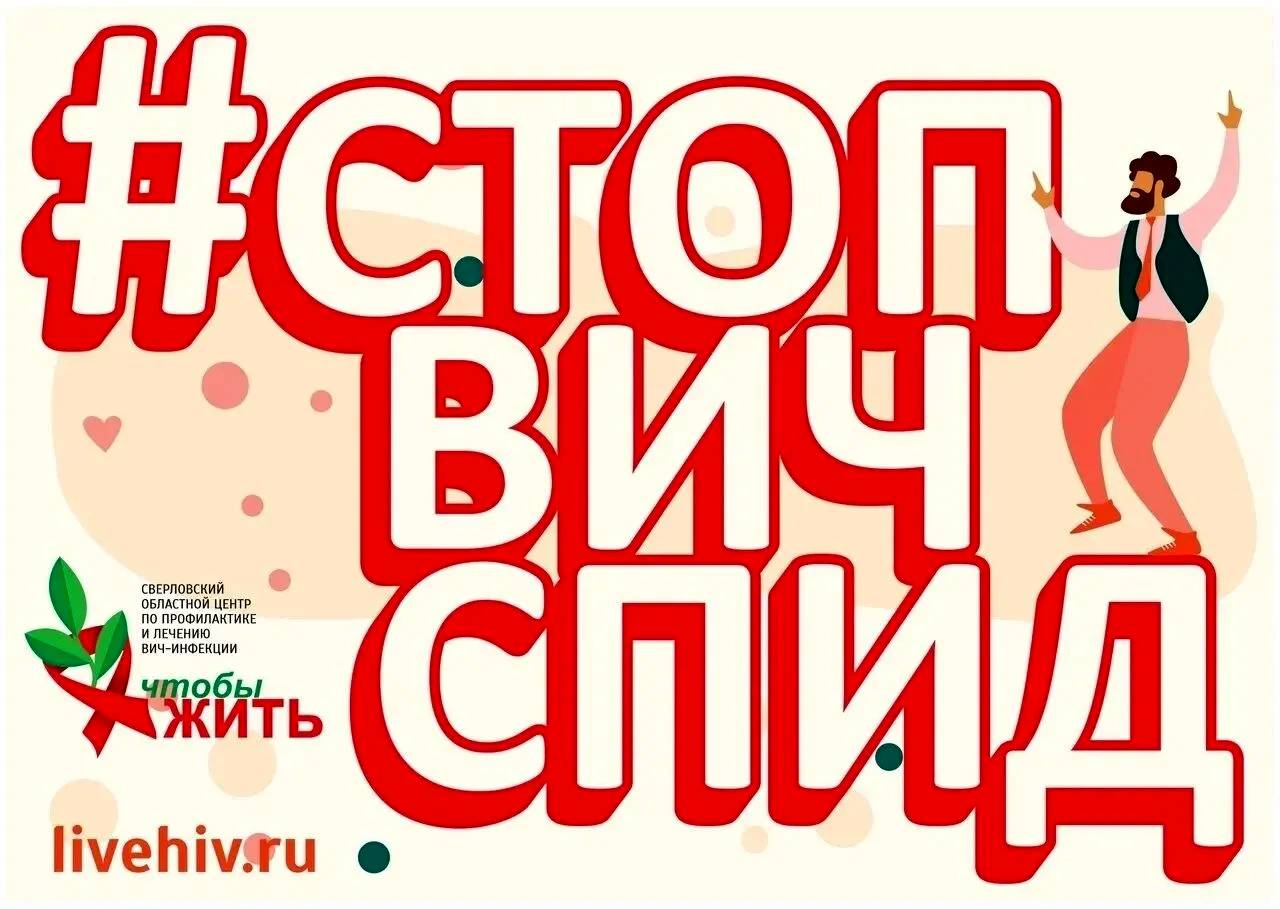 #СТОП
ВИЧ
СПИД
СВЕРЛОВСКИЙ
ОБЛАСТНОЙ ЦЕНТР
ПО ПРОФИЛАКТИКЕ
И ЛЕЧЕНИЮ
ВИЧ-ИНФЕКЦИИ
чтобы
ЖИТЬ
livehiv.ru